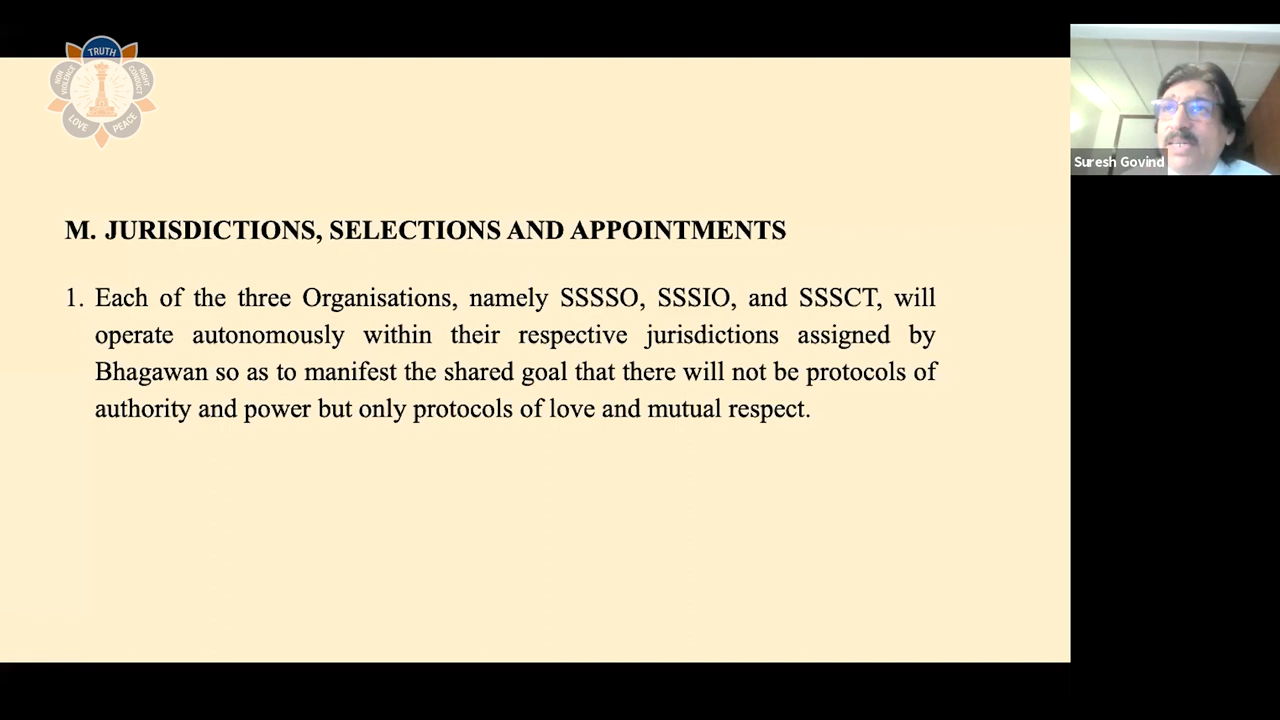 TRUTH
NON VIOLENCE
RIGHT CONDUCT
LOVE
PEACE
Suresh Govind
M. JURISDICTIONS, SELECTIONS AND APPOINTMENTS
1. Each of the three Organisations, namely SSSSO, SSSIO, and SSSCT, will
operate autonomously within their respective jurisdictions assigned by
Bhagawan so as to manifest the shared goal that there will not be protocols of
authority and power but only protocols of love and mutual respect.